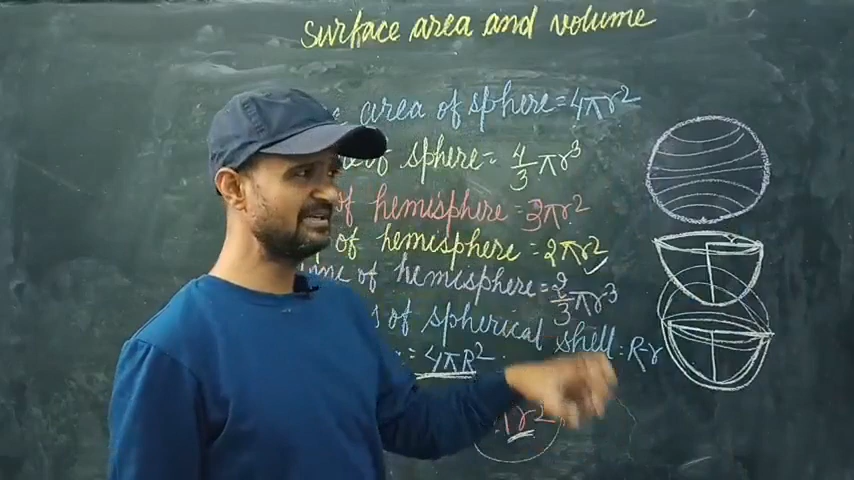 Surface area and volume
area of sphere = 4πr²
of sphere = 4/3 πr³
of hemisphere = 3πr²
of hemisphere = 2πr²
of hemisphere = 2/3 πr³
of spherical shell = R-r
= 4πR²
πr²